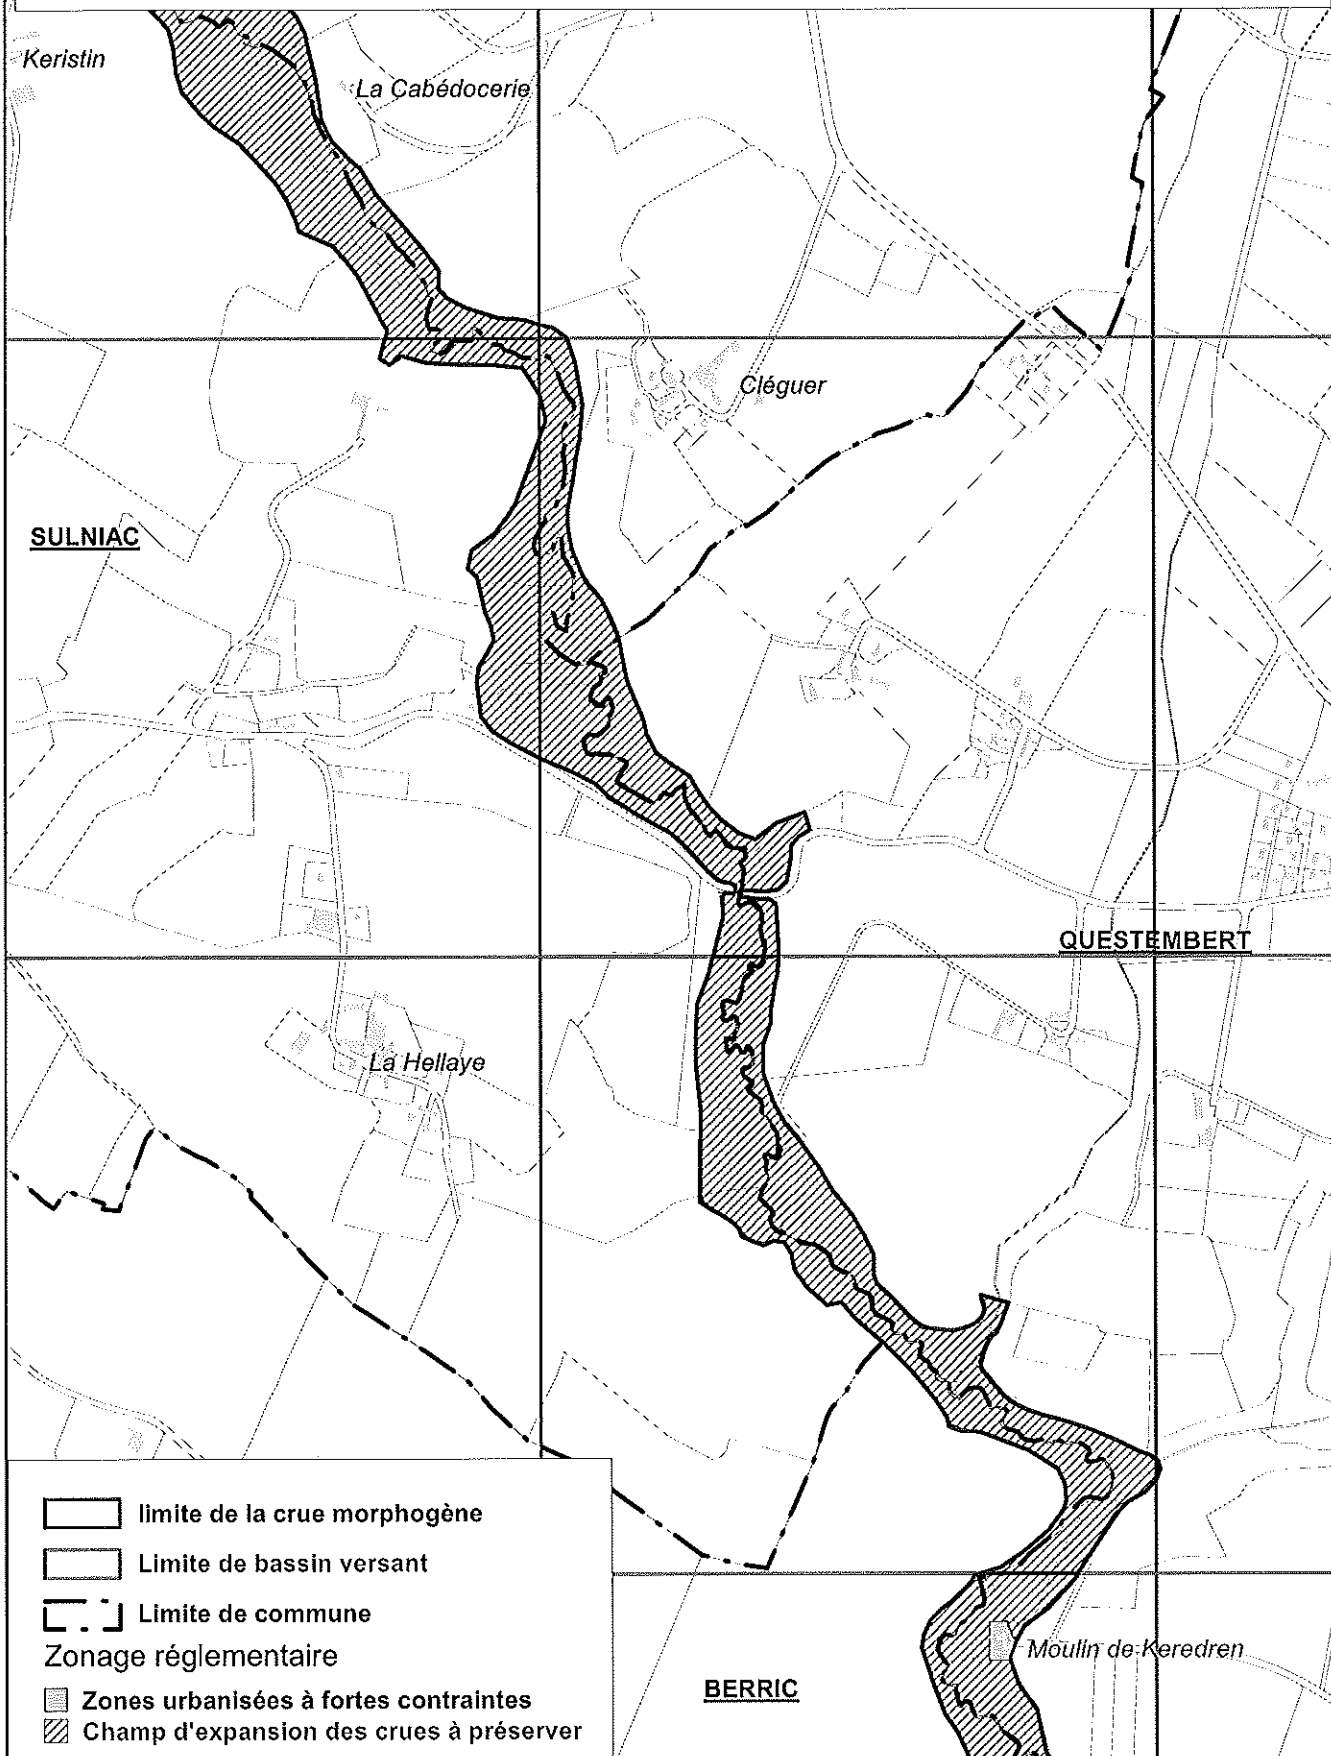 Keristin
La Cabédocerie
Cléguer
SULNIAC
QUESTEMBERT
La Hellaye
limite de la crue morphogène
Limite de bassin versant
Limite de commune
Zonage réglementaire
Zones urbanisées à fortes contraintes
Champ d'expansion des crues à préserver
Moulin de Keredren
BERRIC